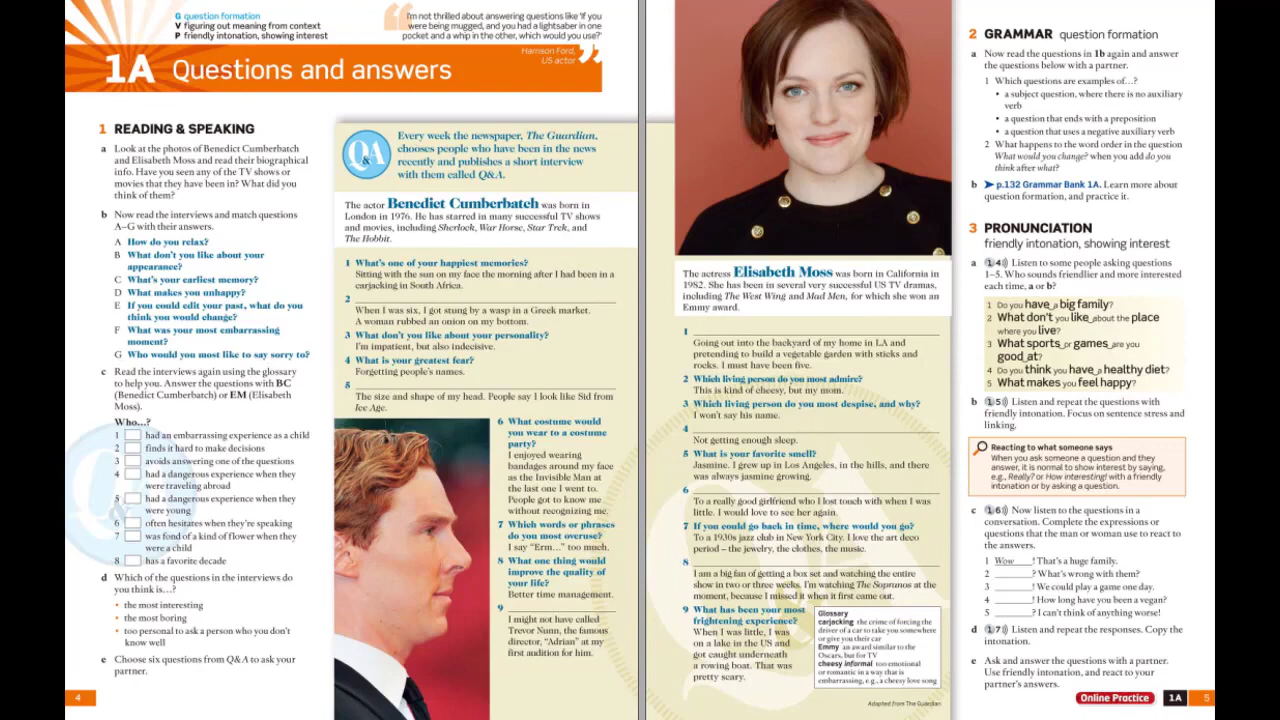 G question formation
V figuring out meaning from context
P friendly intonation, showing interest
I'm not thrilled about answering questions like 'If you
were being mugged, and you had a lightsaber in one
pocket and a whip in the other, which would you use?'
Harrison Ford,
US actor
1A Questions and answers
1 READING & SPEAKING
a Look at the photos of Benedict Cumberbatch
and Elisabeth Moss and read their biographical
info. Have you seen any of the TV shows or
movies that they have been in? What did you
think of them?
b Now read the interviews and match questions
A–G with their answers.
A How do you relax?
B What don't you like about your
appearance?
C What's your earliest memory?
D What makes you unhappy?
E If you could edit your past, what do you
think you would change?
F What was your most embarrassing
moment?
G Who would you most like to say sorry to?
c Read the interviews again using the glossary
to help you. Answer the questions with BC
(Benedict Cumberbatch) or EM (Elisabeth
Moss).
Who...?
1 had an embarrassing experience as a child
2 finds it hard to make decisions
3 avoids answering one of the questions
4 had a dangerous experience when they
were traveling abroad
5 had a dangerous experience when they
were young
6 often hesitates when they're speaking
7 was fond of a kind of flower when they
were a child
8 has a favorite decade
d Which of the questions in the interviews do
you think is...?
• the most interesting
• the most boring
• too personal to ask a person who you don't
know well
e Choose six questions from Q&A to ask your
partner.
4
Q&A
Every week the newspaper, The Guardian,
chooses people who have been in the news
recently and publishes a short interview
with them called Q&A.
The actor Benedict Cumberbatch was born in
London in 1976. He has starred in many successful TV shows
and movies, including Sherlock, War Horse, Star Trek, and
The Hobbit.
1 What's one of your happiest memories?
Sitting with the sun on my face the morning after I had been in a
carjacking in South Africa.
2
When I was six, I got stung by a wasp in a Greek market.
A woman rubbed an onion on my bottom.
3 What don't you like about your personality?
I'm impatient, but also indecisive.
4 What is your greatest fear?
Forgetting people's names.
5
The size and shape of my head. People say I look like Sid from
Ice Age.
6 What costume would
you wear to a costume
party?
I enjoyed wearing
bandages around my face
as the Invisible Man at
the last one I went to.
People got to know me
without recognizing me.
7 Which words or phrases
do you most overuse?
I say "Erm..." too much.
8 What one thing would
improve the quality of
your life?
Better time management.
9
I might not have called
Trevor Nunn, the famous
director, "Adrian" at my
first audition for him.
The actress Elisabeth Moss was born in California in
1982. She has been in several very successful US TV dramas,
including The West Wing and Mad Men, for which she won an
Emmy award.
1
Going out into the backyard of my home in LA and
pretending to build a vegetable garden with sticks and
rocks. I must have been five.
2 Which living person do you most admire?
This is kind of cheesy, but my mom.
3 Which living person do you most despise, and why?
I won't say his name.
4
Not getting enough sleep.
5 What is your favorite smell?
Jasmine. I grew up in Los Angeles, in the hills, and there
was always jasmine growing.
6
To a really good girlfriend who I lost touch with when I was
little. I would love to see her again.
7 If you could go back in time, where would you go?
To a 1930s jazz club in New York City. I love the art deco
period – the jewelry, the clothes, the music.
8
I am a big fan of getting a box set and watching the entire
show in two or three weeks. I'm watching The Sopranos at the
moment, because I missed it when it first came out.
9 What has been your most
frightening experience?
When I was little, I was
on a lake in the US and
got caught underneath
a rowing boat. That was
pretty scary.
Glossary
carjacking the crime of forcing the
driver of a car to take you somewhere
or give you their car
Emmy an award similar to the
Oscars, but for TV
cheesy informal too emotional
or romantic in a way that is
embarrassing, e.g., a cheesy love song
Adapted from The Guardian
2 GRAMMAR question formation
a Now read the questions in 1b again and answer
the questions below with a partner.
1 Which questions are examples of...?
• a subject question, where there is no auxiliary
verb
• a question that ends with a preposition
• a question that uses a negative auxiliary verb
2 What happens to the word order in the question
What would you change? when you add do you
think after what?
b p.132 Grammar Bank 1A. Learn more about
question formation, and practice it.
3 PRONUNCIATION
friendly intonation, showing interest
a 1 4 Listen to some people asking questions
1–5. Who sounds friendlier and more interested
each time, a or b?
1 Do you have a big family?
2 What don't you like about the place
where you live?
3 What sports or games are you
good at?
4 Do you think you have a healthy diet?
5 What makes you feel happy?
b 1 5 Listen and repeat the questions with
friendly intonation. Focus on sentence stress and
linking.
Reacting to what someone says
When you ask someone a question and they
answer, it is normal to show interest by saying,
e.g., Really? or How interesting! with a friendly
intonation or by asking a question.
c 1 6 Now listen to the questions in a
conversation. Complete the expressions or
questions that the man or woman use to react to
the answers.
1 Wow ! That's a huge family.
2 ? What's wrong with them?
3 ! We could play a game one day.
4 ! How long have you been a vegan?
5 ? I can't think of anything worse!
d 1 7 Listen and repeat the responses. Copy the
intonation.
e Ask and answer the questions with a partner.
Use friendly intonation, and react to your
partner's answers.
Online Practice 1A 5